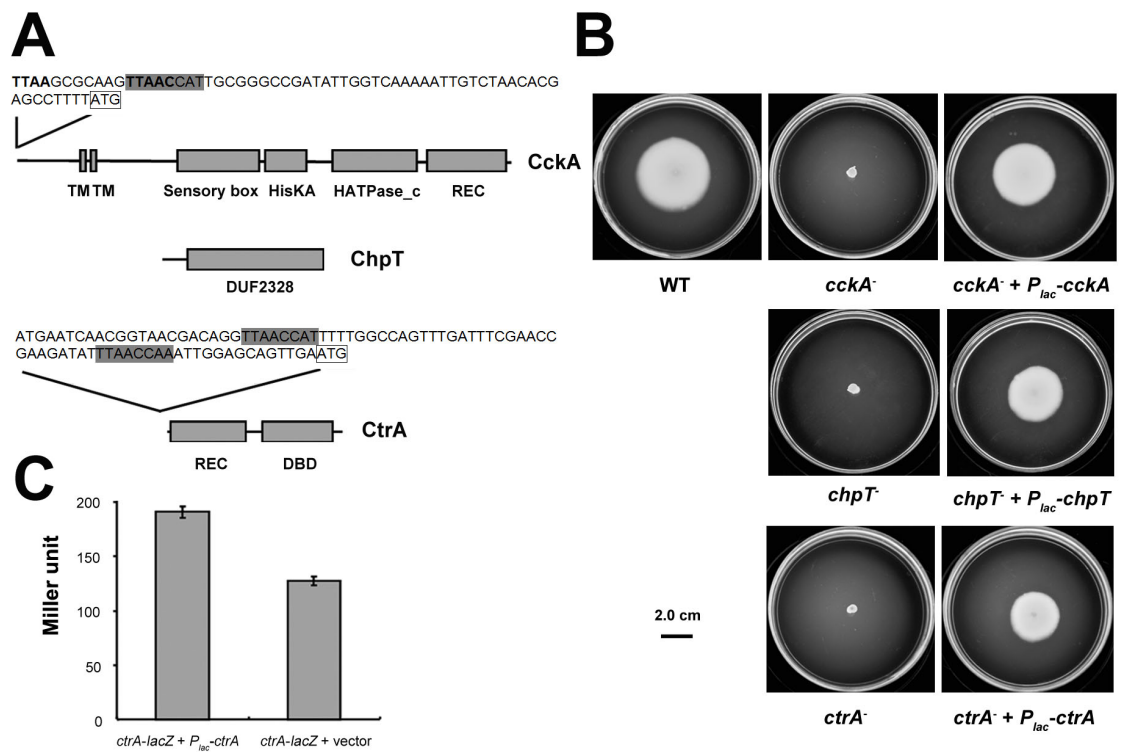 A
TTAAGCGCAAGTTAACCATTGCGGGCCGATATTGGTCAAAAATTGTCTAACACG
AGCCTTTTATG
CckA
TM TM Sensory box HisKA HATPase_c REC
ChpT
DUF2328
ATGAATCAACGGTAACGACAGGTTAACCATTTTTGGCCAGTTTGATTTCGAACC
GAAGATATTTAACCAAATTGGAGCAGTTGAATG
CtrA
REC DBD
B
WT cckA- cckA- + Plac-cckA
chpT- chpT- + Plac-chpT
2.0 cm
ctrA- ctrA- + Plac-ctrA
C
Miller unit
200
150
100
50
0
ctrA-lacZ + Plac-ctrA ctrA-lacZ + vector